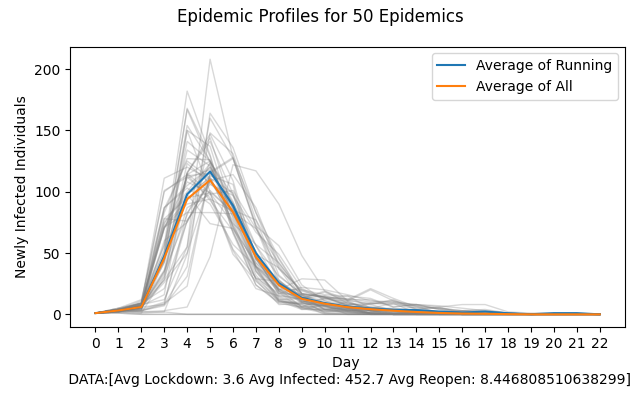 Epidemic Profiles for 50 Epidemics
Average of Running
Average of All
Newly Infected Individuals
200
150
100
50
0
0 1 2 3 4 5 6 7 8 9 10 11 12 13 14 15 16 17 18 19 20 21 22
Day
DATA:[Avg Lockdown: 3.6 Avg Infected: 452.7 Avg Reopen: 8.446808510638299]